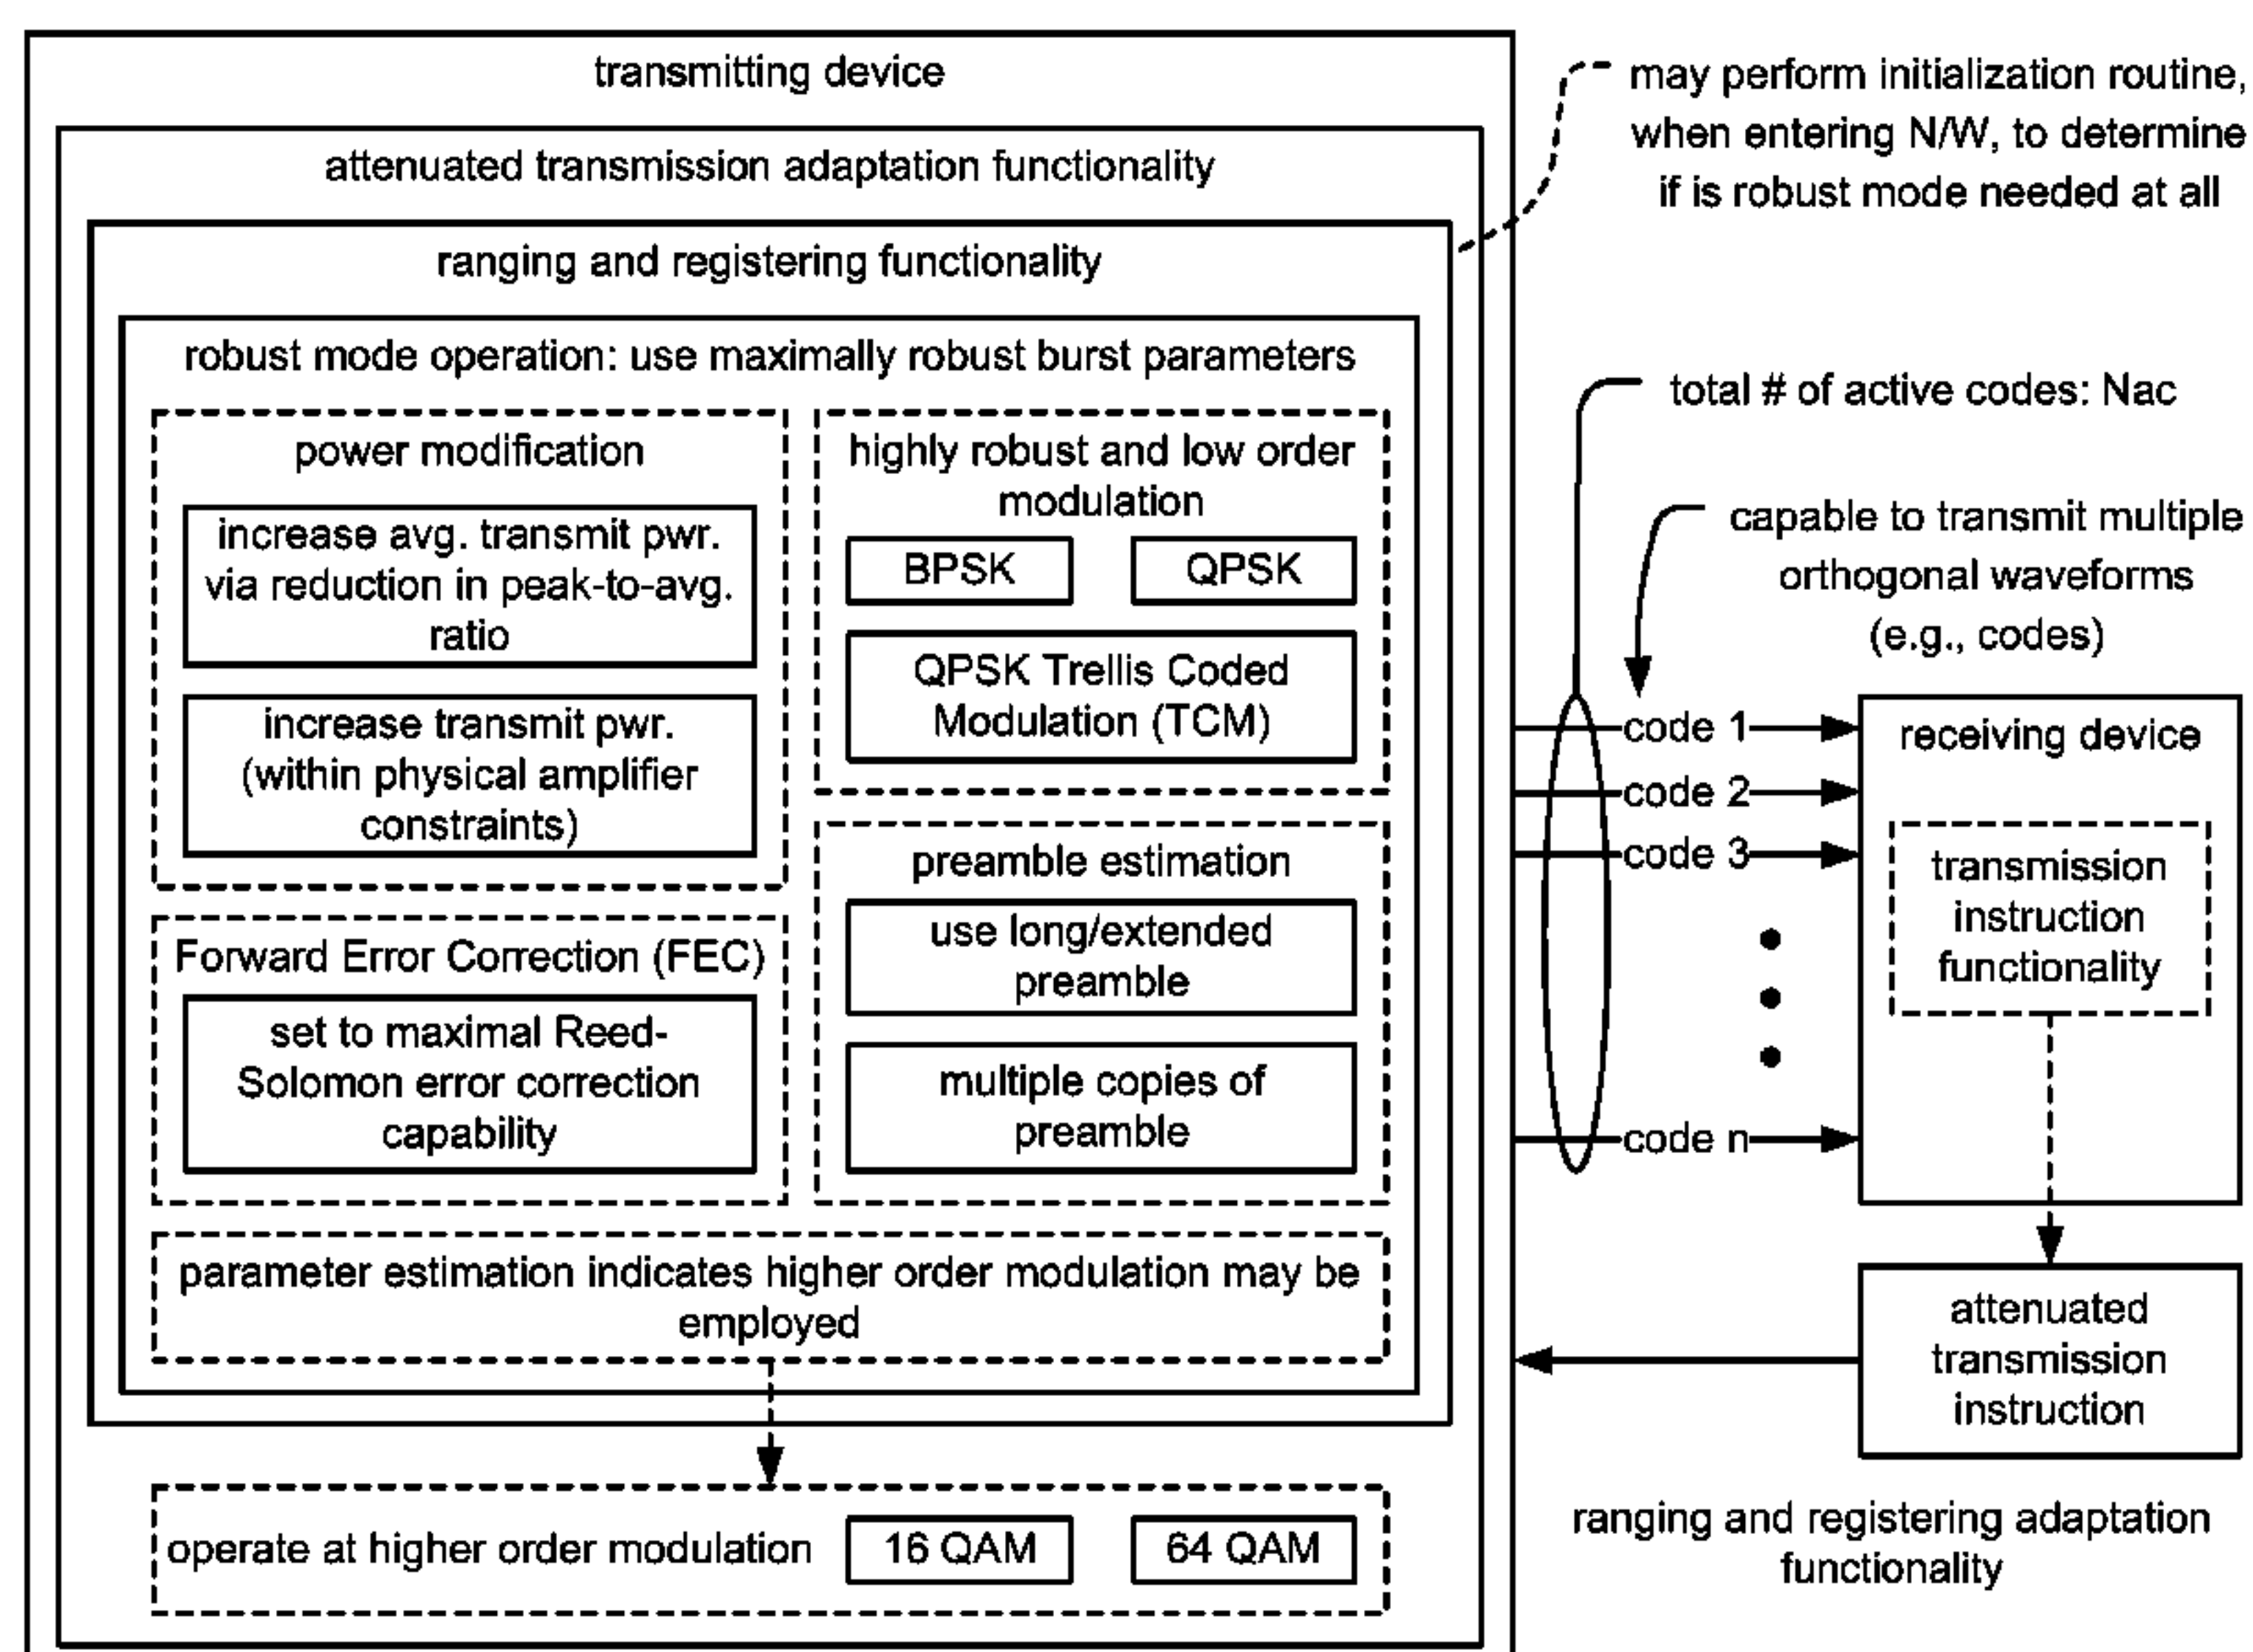 transmitting device
attenuated transmission adaptation functionality
ranging and registering functionality
robust mode operation: use maximally robust burst parameters
power modification
increase avg. transmit pwr.
via reduction in peak-to-avg.
ratio
increase transmit pwr.
(within physical amplifier
constraints)
Forward Error Correction (FEC)
set to maximal Reed-
Solomon error correction
capability
highly robust and low order
modulation
BPSK
QPSK
QPSK Trellis Coded
Modulation (TCM)
preamble estimation
use long/extended
preamble
multiple copies of
preamble
parameter estimation indicates higher order modulation may be
employed
operate at higher order modulation
16 QAM
64 QAM
may perform initialization routine,
when entering N/W, to determine
if is robust mode needed at all
total # of active codes: Nac
capable to transmit multiple
orthogonal waveforms
(e.g., codes)
code 1
code 2
code 3
code n
receiving device
transmission
instruction
functionality
attenuated
transmission
instruction
ranging and registering adaptation
functionality